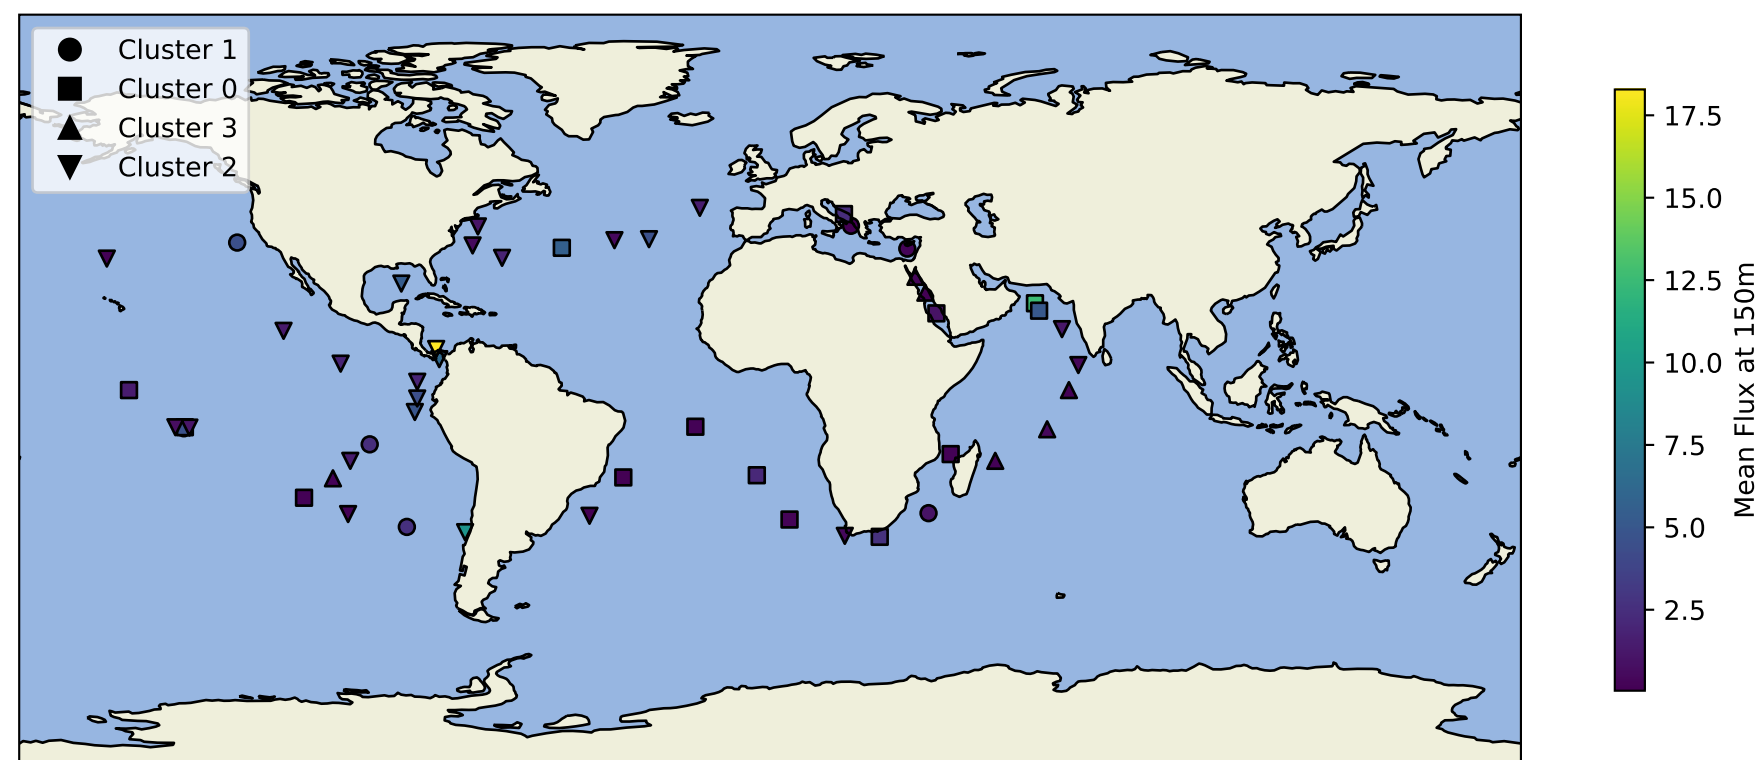 Cluster 1
Cluster 0
Cluster 3
Cluster 2
17.5
15.0
12.5
10.0
7.5
5.0
2.5
Mean Flux at 150m